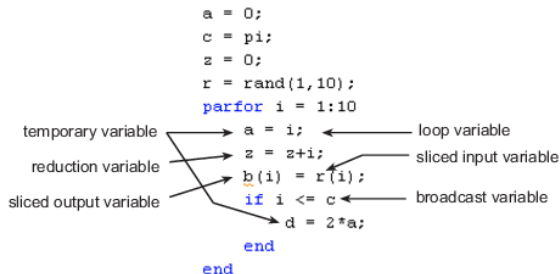 a = 0;
c = pi;
z = 0;
r = rand(1,10);
parfor i = 1:10
temporary variable a = i; loop variable
reduction variable z = z+i; sliced input variable
sliced output variable b(i) = r(i); broadcast variable
if i <= c
d = 2*a;
end
end